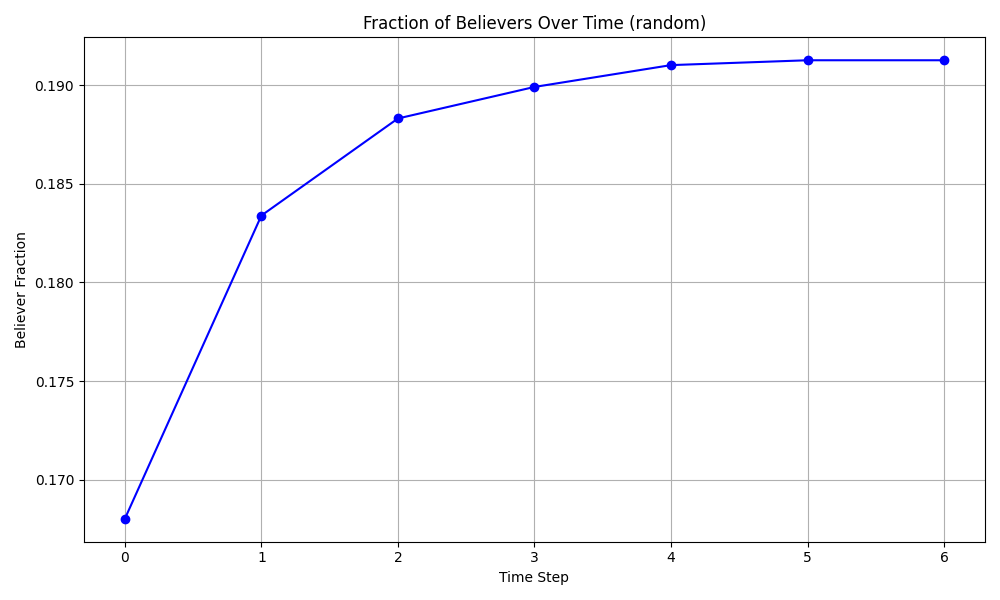 Fraction of Believers Over Time (random)
Believer Fraction
0.190
0.185
0.180
0.175
0.170
0 1 2 3 4 5 6
Time Step